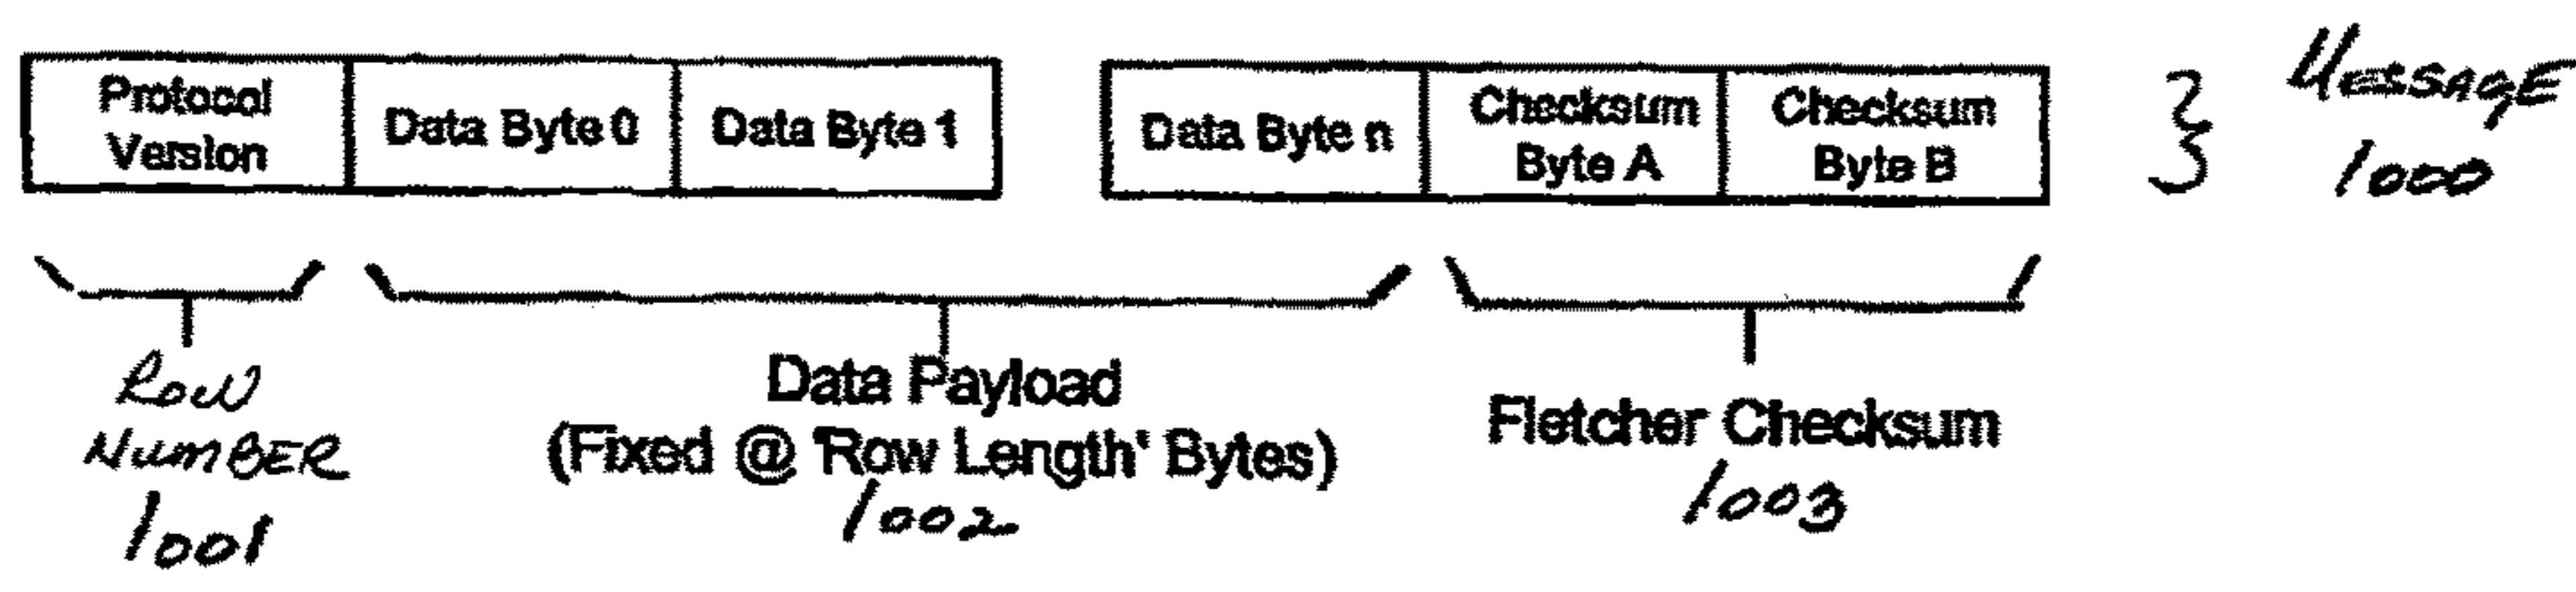 Protocol
Version
Data Byte 0
Data Byte 1
Data Byte n
Checksum
Byte A
Checksum
Byte B
MESSAGE
1000
ROW
NUMBER
1001
Data Payload
(Fixed @ 'Row Length' Bytes)
1002
Fletcher Checksum
1003